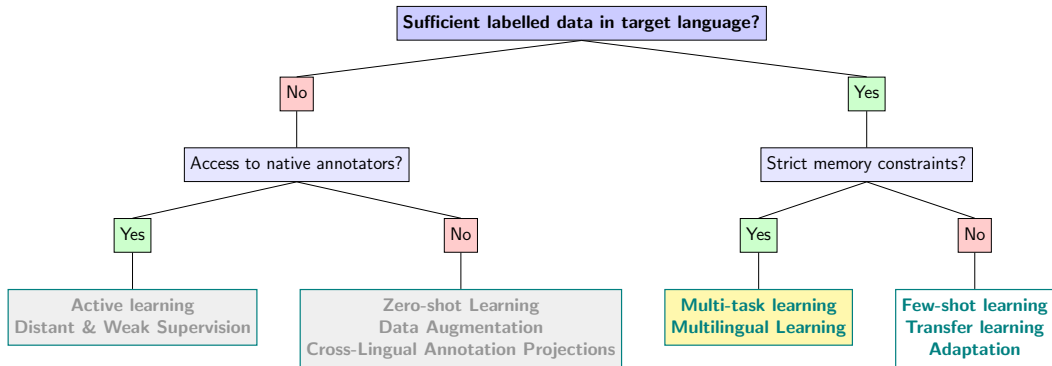 Sufficient labelled data in target language?
No
Yes
Access to native annotators?
Strict memory constraints?
Yes
No
Yes
No
Active learning
Distant & Weak Supervision
Zero-shot Learning
Data Augmentation
Cross-Lingual Annotation Projections
Multi-task learning
Multilingual Learning
Few-shot learning
Transfer learning
Adaptation